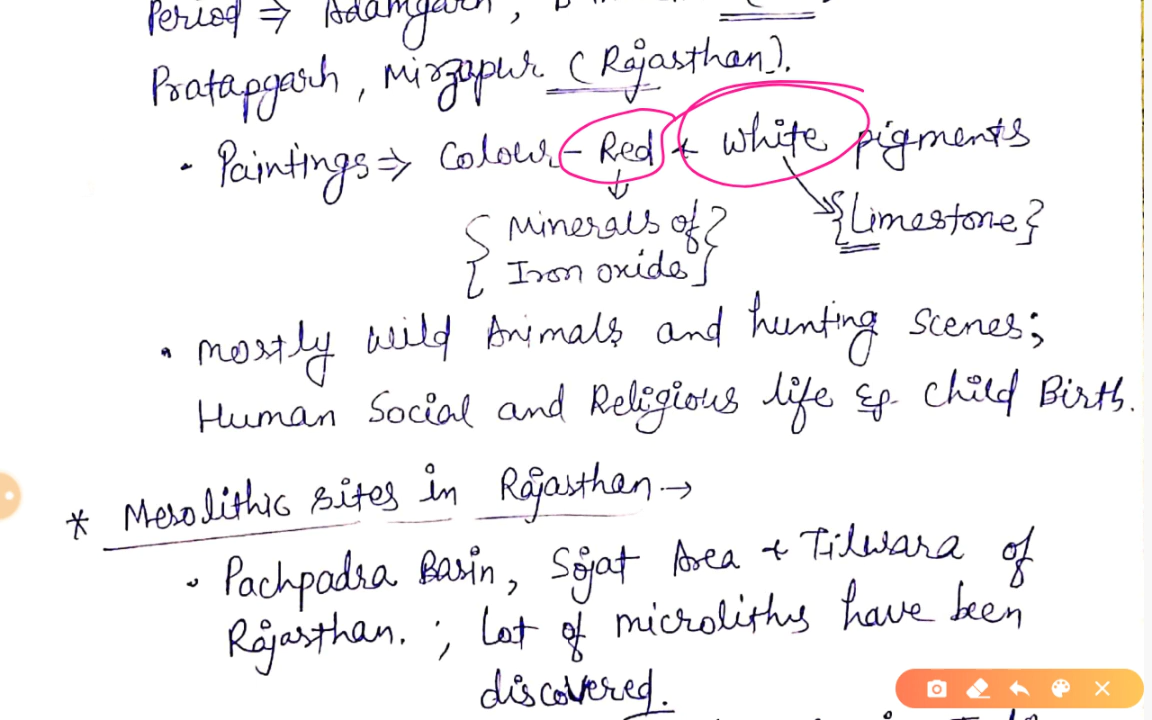 Period ⇒ Adamgarh,
Pratapgarh, Mirzapur (Rajasthan).
• Paintings ⇒ Colour - Red + white pigments
{Minerals of Iron oxide}
{Limestone}
• mostly wild Animals and hunting Scenes;
Human Social and Religious life Ep. Child Birth.
* Mesolithic sites in Rajasthan →
• Pachpadra Basin, Sojat Area + Tilwara of
Rajasthan. ; Lot of microliths have been
discovered.